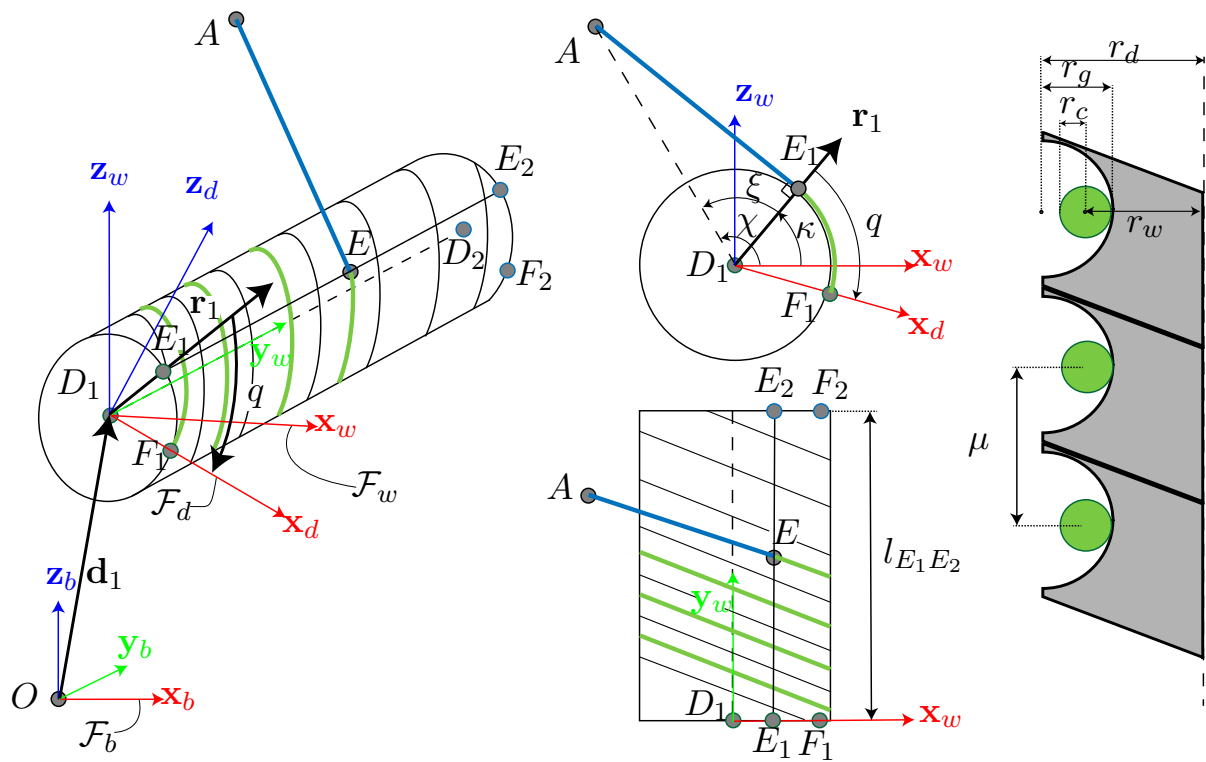 A
z_w
z_d
E_2
D_2
E
F_2
r_1
E_1
y_w
D_1
q
x_w
F_1
F_w
F_d
x_d
z_b
d_1
y_b
O
x_b
F_b
A
z_w
r_1
E_1
ξ
χ
κ
q
D_1
x_w
F_1
x_d
E_2
F_2
A
E
l_{E_1E_2}
y_w
D_1
x_w
E_1
F_1
r_d
r_g
r_c
r_w
μ